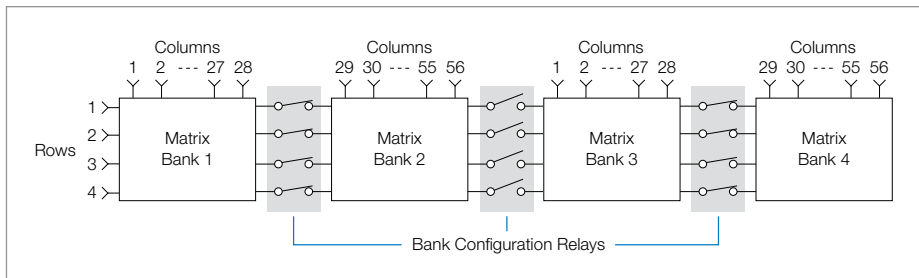 Columns Columns Columns Columns
1 2 --- 27 28 29 30 --- 55 56 1 2 --- 27 28 29 30 --- 55 56
Rows
1
2
3
4
Matrix
Bank 1
Matrix
Bank 2
Matrix
Bank 3
Matrix
Bank 4
Bank Configuration Relays